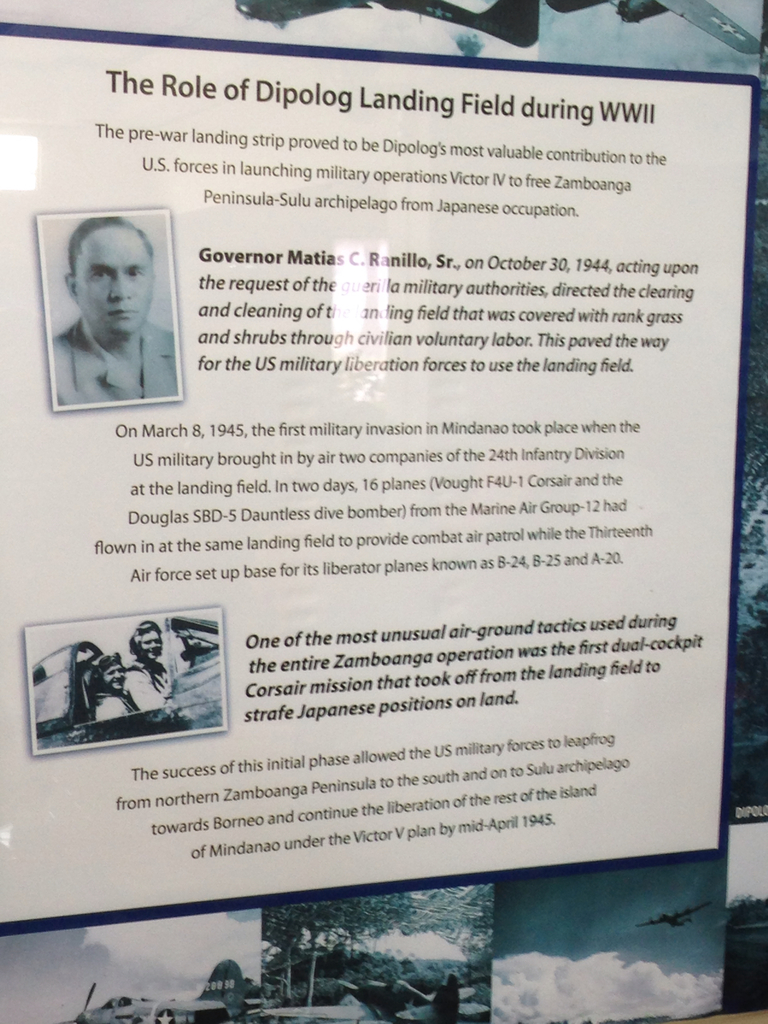 The Role of Dipolog Landing Field during WWII
The pre-war landing strip proved to be Dipolog's most valuable contribution to the
U.S. forces in launching military operations Victor IV to free Zamboanga
Peninsula-Sulu archipelago from Japanese occupation.
Governor Matias C. Ranillo, Sr., on October 30, 1944, acting upon
the request of the guerilla military authorities, directed the clearing
and cleaning of the landing field that was covered with rank grass
and shrubs through civilian voluntary labor. This paved the way
for the US military liberation forces to use the landing field.
On March 8, 1945, the first military invasion in Mindanao took place when the
US military brought in by air two companies of the 24th Infantry Division
at the landing field. In two days, 16 planes (Vought F4U-1 Corsair and the
Douglas SBD-5 Dauntless dive bomber) from the Marine Air Group-12 had
flown in at the same landing field to provide combat air patrol while the Thirteenth
Air force set up base for its liberator planes known as B-24, B-25 and A-20.
One of the most unusual air-ground tactics used during
the entire Zamboanga operation was the first dual-cockpit
Corsair mission that took off from the landing field to
strafe Japanese positions on land.
The success of this initial phase allowed the US military forces to leapfrog
from northern Zamboanga Peninsula to the south and on to Sulu archipelago
towards Borneo and continue the liberation of the rest of the island
of Mindanao under the Victor V plan by mid-April 1945.
DIPOLO